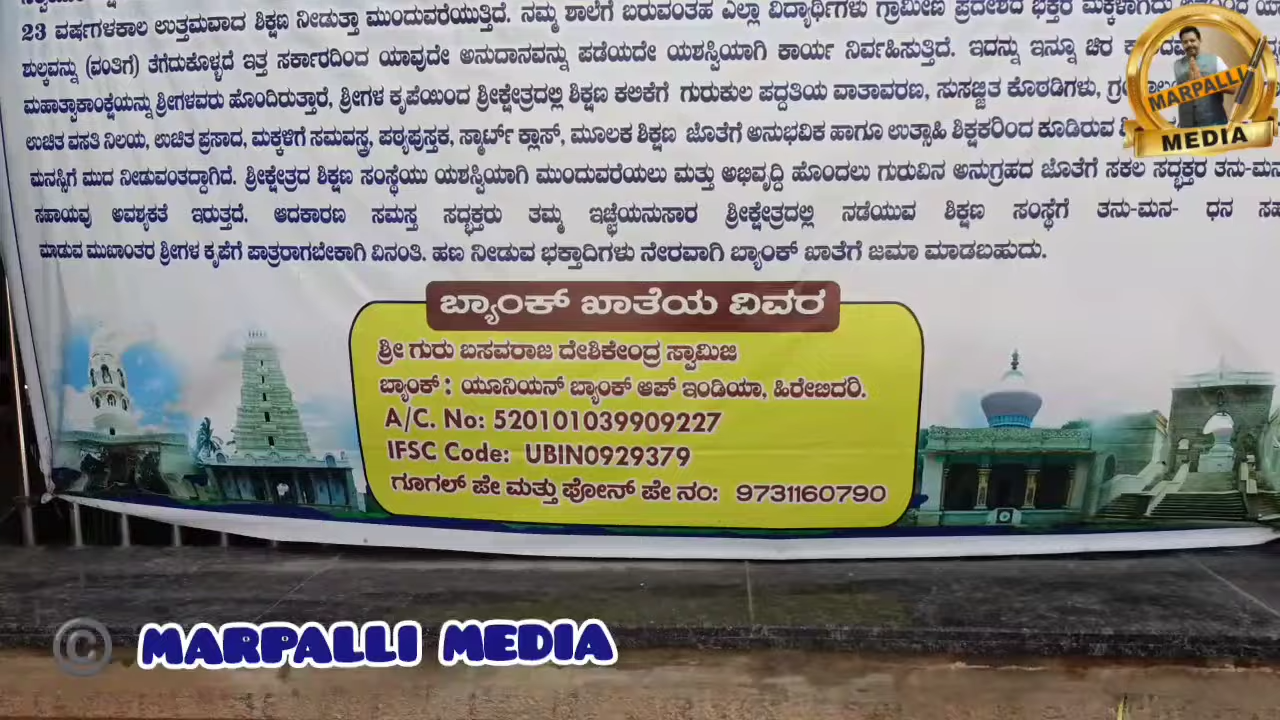 23 ವರ್ಷಗಳಕಾಲ ಉತ್ತಮವಾದ ಶಿಕ್ಷಣ ನೀಡುತ್ತಾ ಮುಂದುವರೆಯುತ್ತಿದೆ. ನಮ್ಮ ಶಾಲೆಗೆ ಬರುವಂತಹ ಎಲ್ಲಾ ವಿದ್ಯಾರ್ಥಿಗಳು ಗ್ರಾಮೀಣ ಪ್ರದೇಶದ ಭಕ್ತರ ಮಕ್ಕಳಾಗಿದು
ಶುಲ್ಕವನ್ನು (ವಂತಿಗೆ) ತೆಗೆದುಕೊಳ್ಳದೆ ಇತ್ತ ಸರ್ಕಾರದಿಂದ ಯಾವುದೇ ಅನುದಾನವನ್ನು ಪಡೆಯದೇ ಯಶಸ್ವಿಯಾಗಿ ಕಾರ್ಯ ನಿರ್ವಹಿಸುತ್ತಿದೆ. ಇದನ್ನು ಇನ್ನೂ ಚಿರ
ಮಹಾತ್ವಾಕಾಂಕ್ಷೆಯನ್ನು ಶ್ರೀಗಳವರು ಹೊಂದಿರುತ್ತಾರೆ, ಶ್ರೀಗಳ ಕೃಪೆಯಿಂದ ಶ್ರೀಕ್ಷೇತ್ರದಲ್ಲಿ ಶಿಕ್ಷಣ ಕಲಿಕೆಗೆ ಗುರುಕುಲ ಪದ್ದತಿಯ ವಾತಾವರಣ, ಸುಸಜ್ಜಿತ ಕೊಠಡಿಗಳು,
ಉಚಿತ ವಸತಿ ನಿಲಯ, ಉಚಿತ ಪ್ರಸಾದ, ಮಕ್ಕಳಿಗೆ ಸಮವಸ್ತ್ರ, ಪಠ್ಯಪುಸ್ತಕ, ಸ್ಮಾರ್ಟ್ ಕ್ಲಾಸ್, ಮೂಲಕ ಶಿಕ್ಷಣ ಜೊತೆಗೆ ಅನುಭವಿಕ ಹಾಗೂ ಉತ್ಸಾಹಿ ಶಿಕ್ಷಕರಿಂದ ಕೂಡಿರುವ
ಮನಸ್ಸಿಗೆ ಮುದ ನೀಡುವಂತದ್ದಾಗಿದೆ. ಶ್ರೀಕ್ಷೇತ್ರದ ಶಿಕ್ಷಣ ಸಂಸ್ಥೆಯು ಯಶಸ್ವಿಯಾಗಿ ಮುಂದುವರೆಯಲು ಮತ್ತು ಅಭಿವೃದ್ಧಿ ಹೊಂದಲು ಗುರುವಿನ ಅನುಗ್ರಹದ ಜೊತೆಗೆ ಸಕಲ ಸದ್ಭಕ್ತರ ತನು-ಮನ
ಸಹಾಯವು ಅವಶ್ಯಕತೆ ಇರುತ್ತದೆ. ಆದಕಾರಣ ಸಮಸ್ತ ಸದ್ಭಕ್ತರು ತಮ್ಮ ಇಚ್ಛೆಯನುಸಾರ ಶ್ರೀಕ್ಷೇತ್ರದಲ್ಲಿ ನಡೆಯುವ ಶಿಕ್ಷಣ ಸಂಸ್ಥೆಗೆ ತನು-ಮನ- ಧನ ಸಹ
ಮಾಡುವ ಮುಖಾಂತರ ಶ್ರೀಗಳ ಕೃಪೆಗೆ ಪಾತ್ರರಾಗಬೇಕಾಗಿ ವಿನಂತಿ. ಹಣ ನೀಡುವ ಭಕ್ತಾದಿಗಳು ನೇರವಾಗಿ ಬ್ಯಾಂಕ್ ಖಾತೆಗೆ ಜಮಾ ಮಾಡಬಹುದು.
ಬ್ಯಾಂಕ್ ಖಾತೆಯ ವಿವರ
ಶ್ರೀ ಗುರು ಬಸವರಾಜ ದೇಶಿಕೇಂದ್ರ ಸ್ವಾಮಿಜಿ
ಬ್ಯಾಂಕ್ : ಯೂನಿಯನ್ ಬ್ಯಾಂಕ್ ಆಪ್ ಇಂಡಿಯಾ, ಹಿರೇಬಿದರಿ.
A/C. No: 520101039909227
IFSC Code: UBIN0929379
ಗೂಗಲ್ ಪೇ ಮತ್ತು ಫೋನ್ ಪೇ ನಂ: 9731160790
MARPALLI
MEDIA
© MARPALLI MEDIA